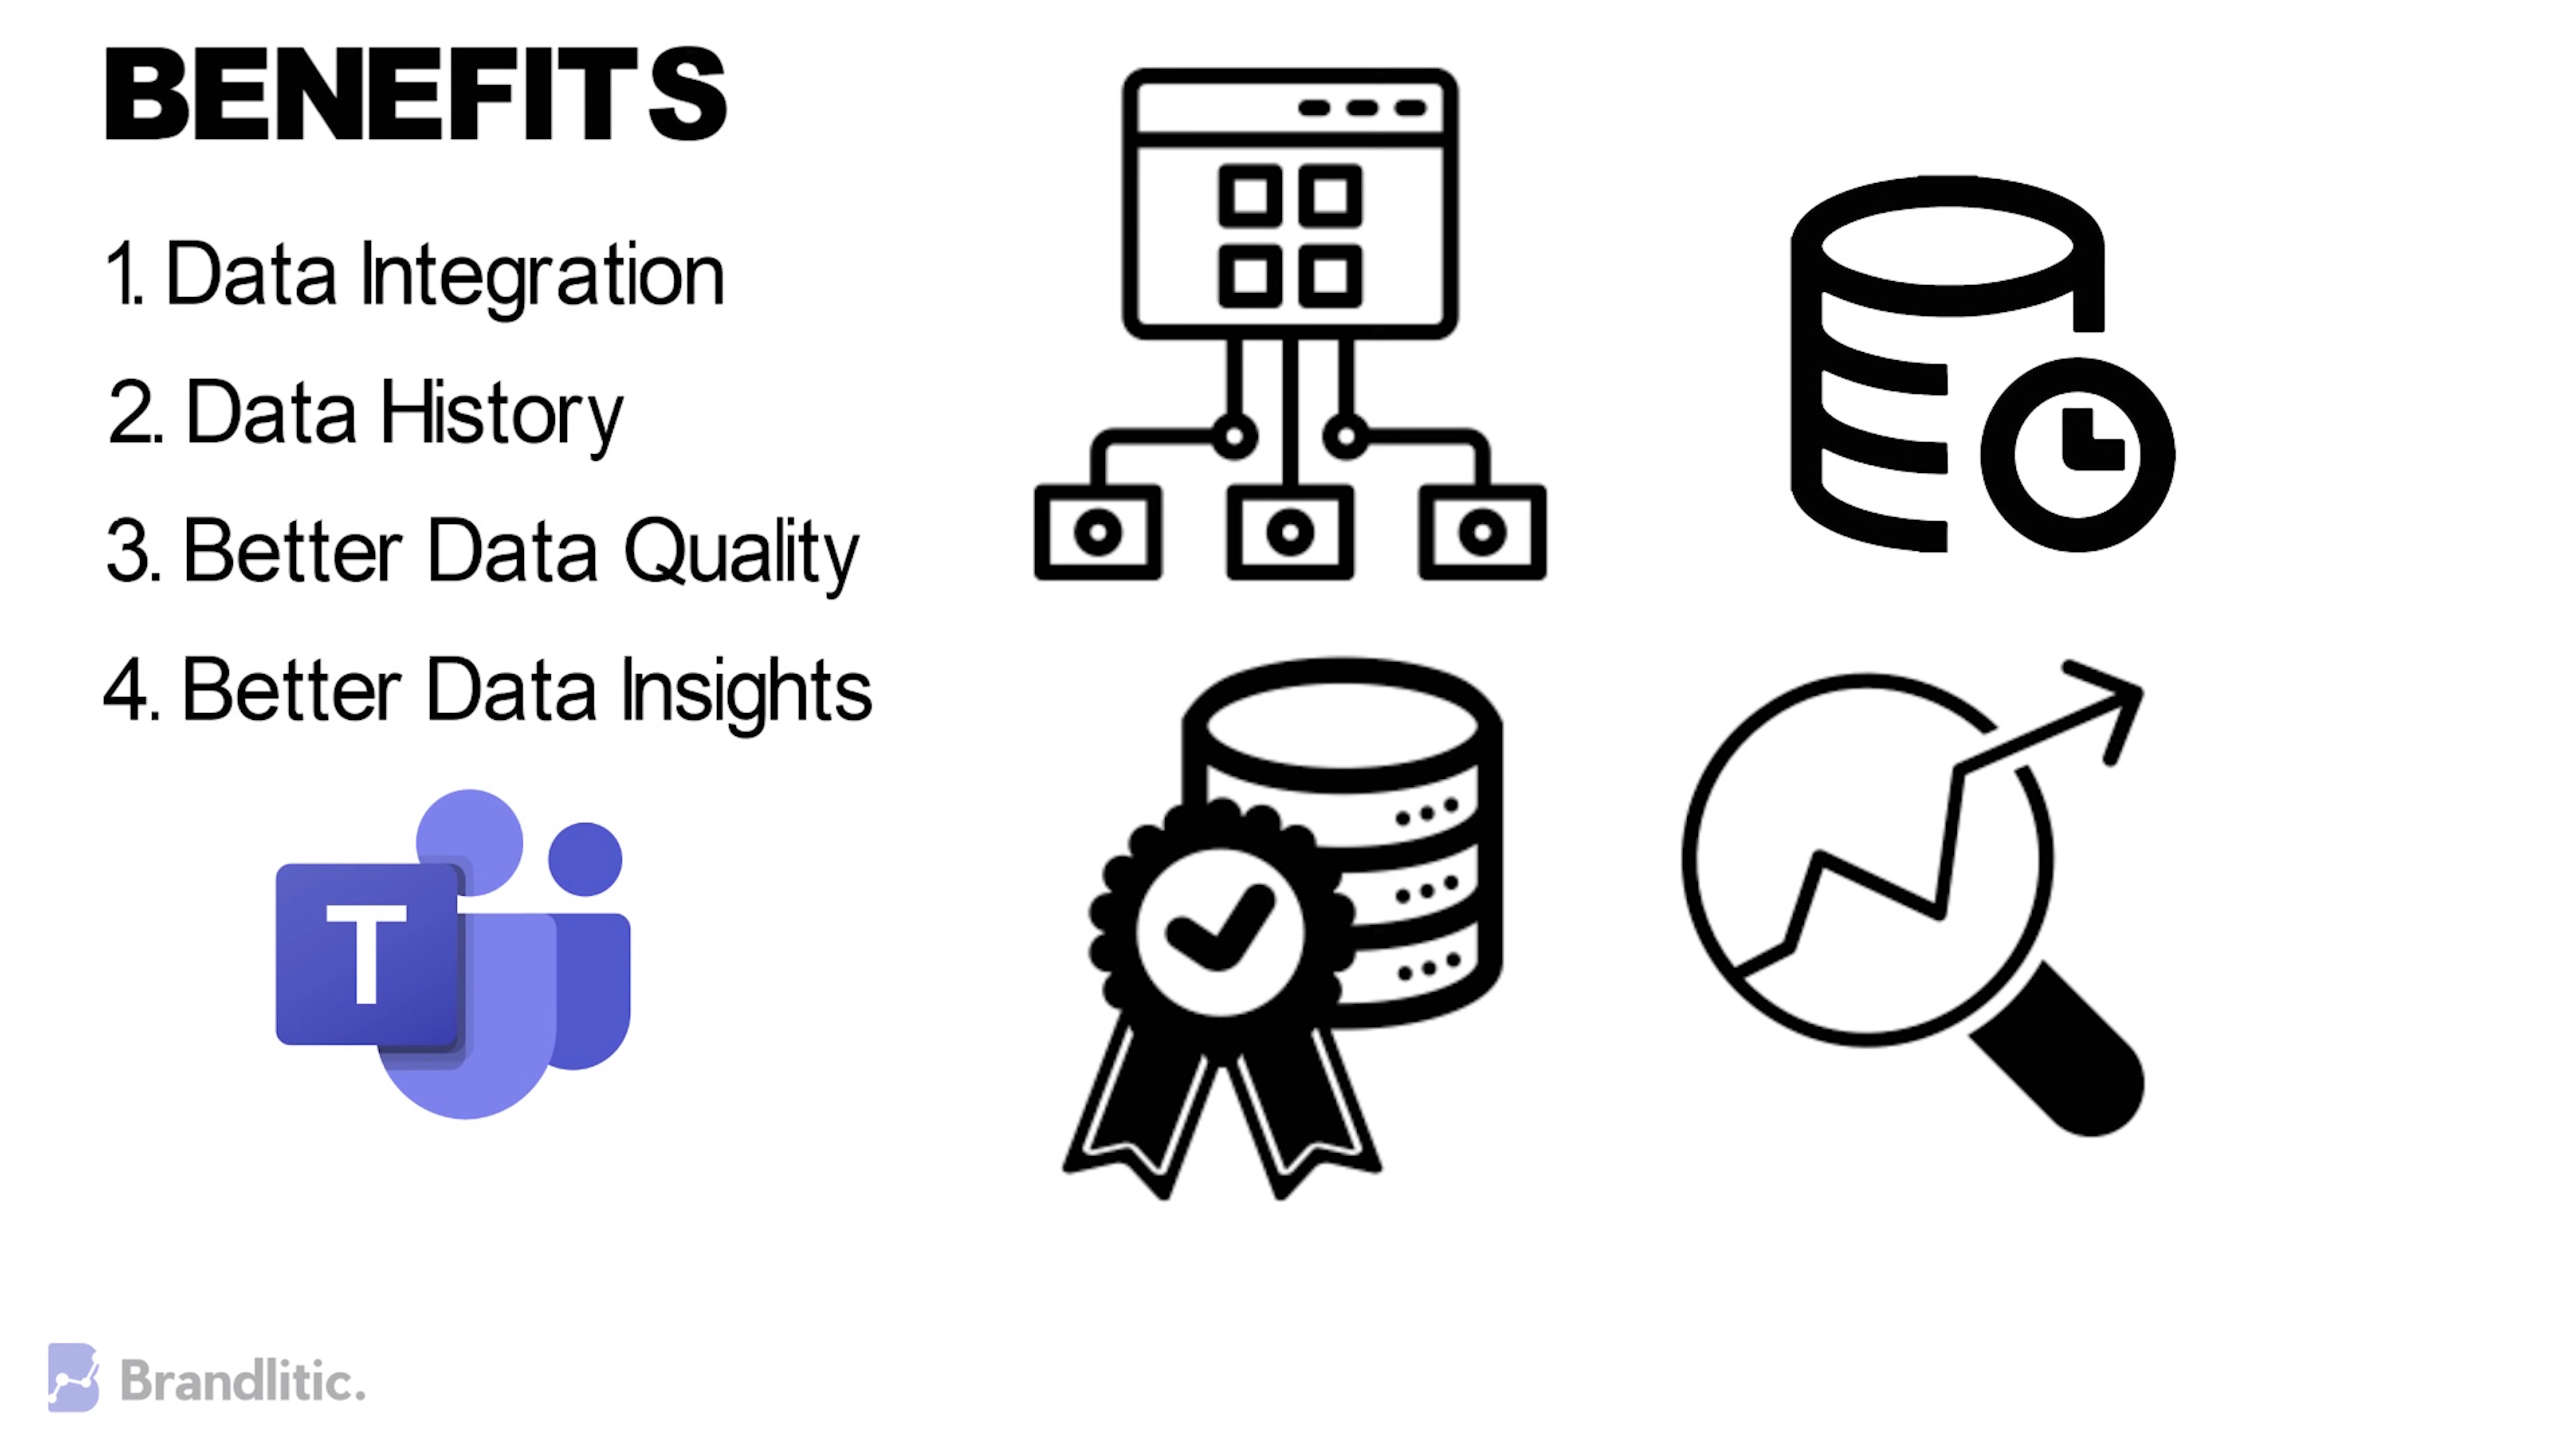 BENEFITS
1. Data Integration
2. Data History
3. Better Data Quality
4. Better Data Insights
T
Brandlitic.